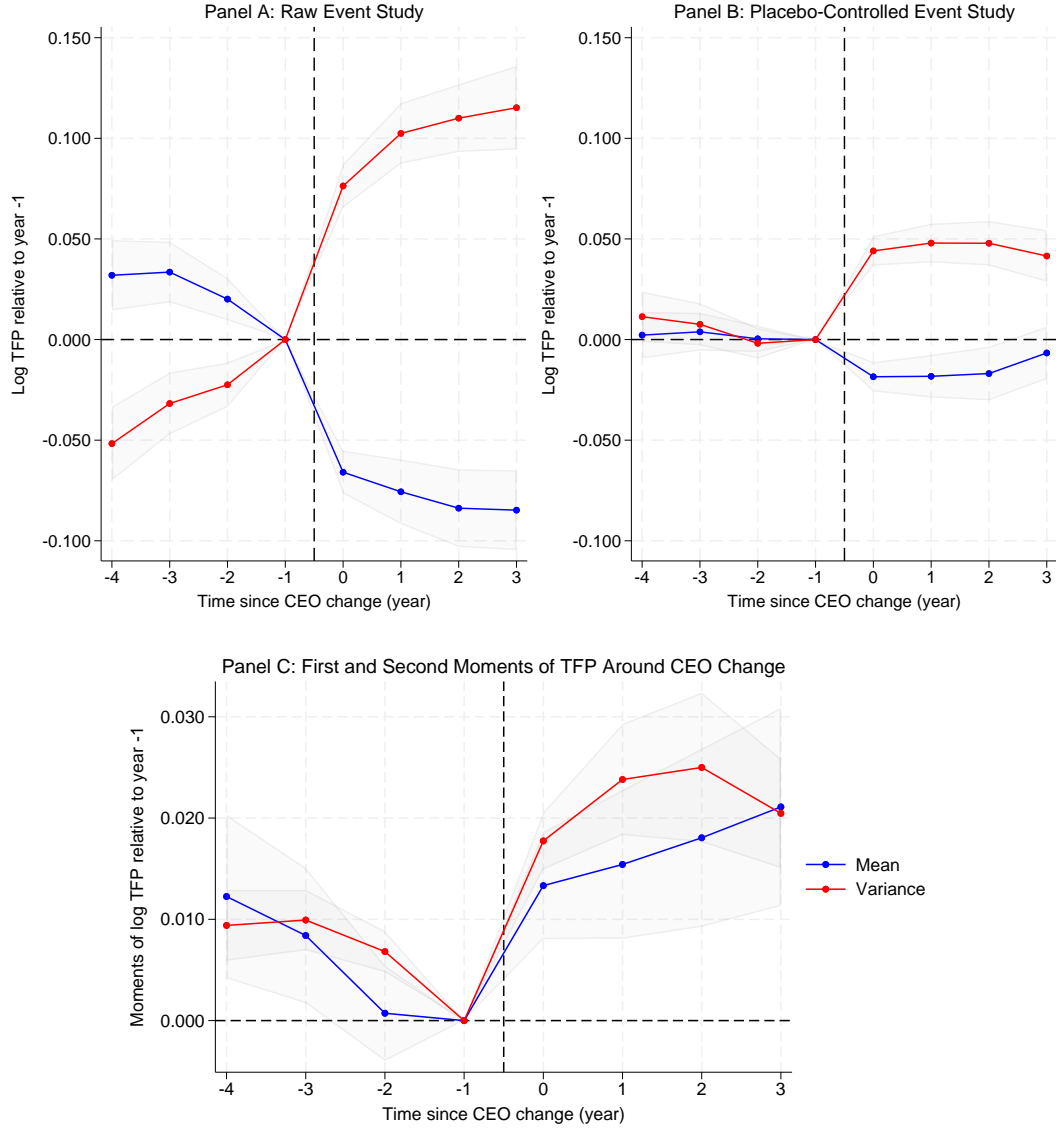 Panel A: Raw Event Study
Log TFP relative to year -1
0.150
0.100
0.050
0.000
-0.050
-0.100
-4 -3 -2 -1 0 1 2 3
Time since CEO change (year)
Panel B: Placebo-Controlled Event Study
Log TFP relative to year -1
0.150
0.100
0.050
0.000
-0.050
-0.100
-4 -3 -2 -1 0 1 2 3
Time since CEO change (year)
Panel C: First and Second Moments of TFP Around CEO Change
Moments of log TFP relative to year -1
0.030
0.020
0.010
0.000
-4 -3 -2 -1 0 1 2 3
Time since CEO change (year)
Mean
Variance